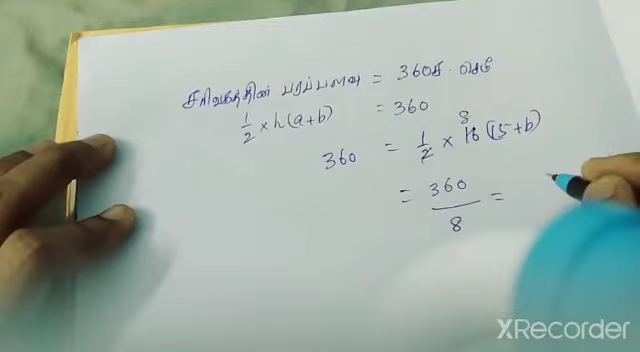 சரிவகத்தின் பரப்பளவு = 360ச. செமீ
1/2 × h(a+b) = 360
360 = 1/2 × 16 8 (15+b)
= 360/8 =
XRecorder